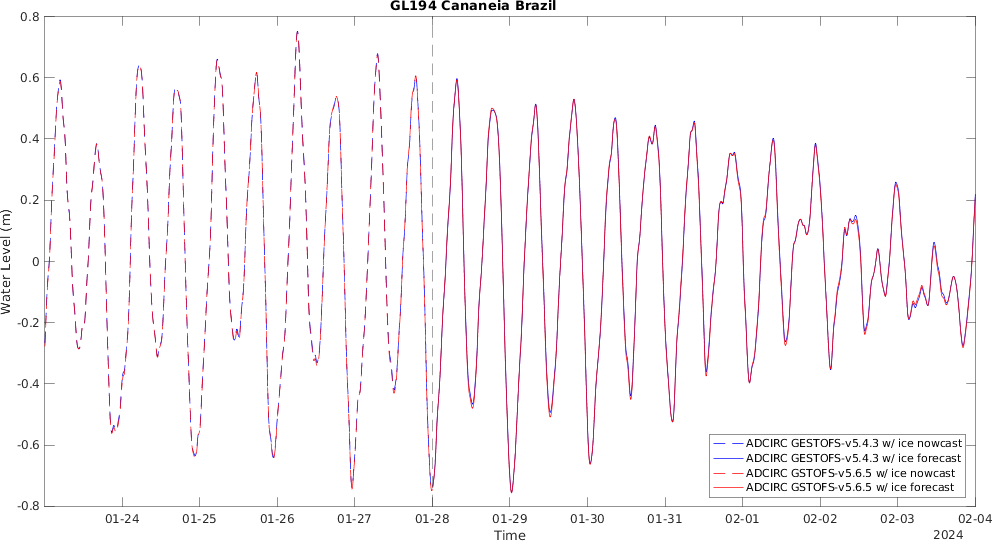 GL194 Cananeia Brazil
0.8
0.6
0.4
0.2
0
-0.2
-0.4
-0.6
-0.8
Water Level (m)
ADCIRC GESTOFS-v5.4.3 w/ ice nowcast
ADCIRC GESTOFS-v5.4.3 w/ ice forecast
ADCIRC GSTOFS-v5.6.5 w/ ice nowcast
ADCIRC GSTOFS-v5.6.5 w/ ice forecast
01-24 01-25 01-26 01-27 01-28 01-29 01-30 01-31 02-01 02-02 02-03 02-04
Time
2024